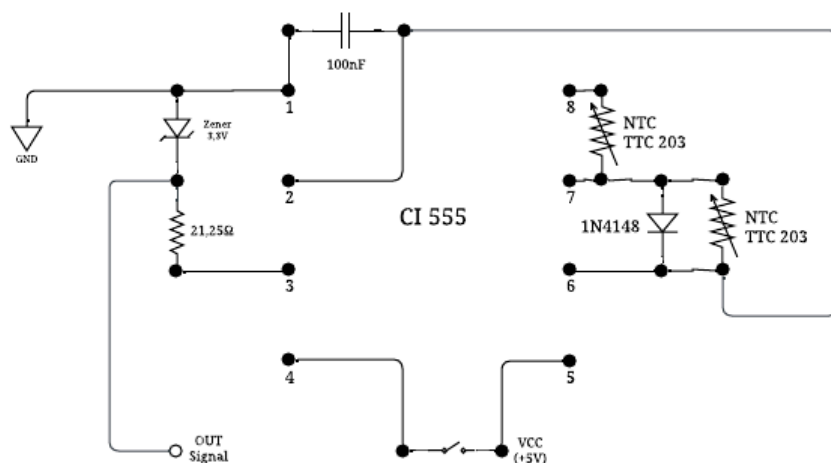 100nF
1
8
GND
Zener
3,3V
NTC
TTC 203
2
CI 555
7
21,25Ω
1N4148
NTC
TTC 203
3
6
4
5
OUT
Signal
VCC
(+5V)